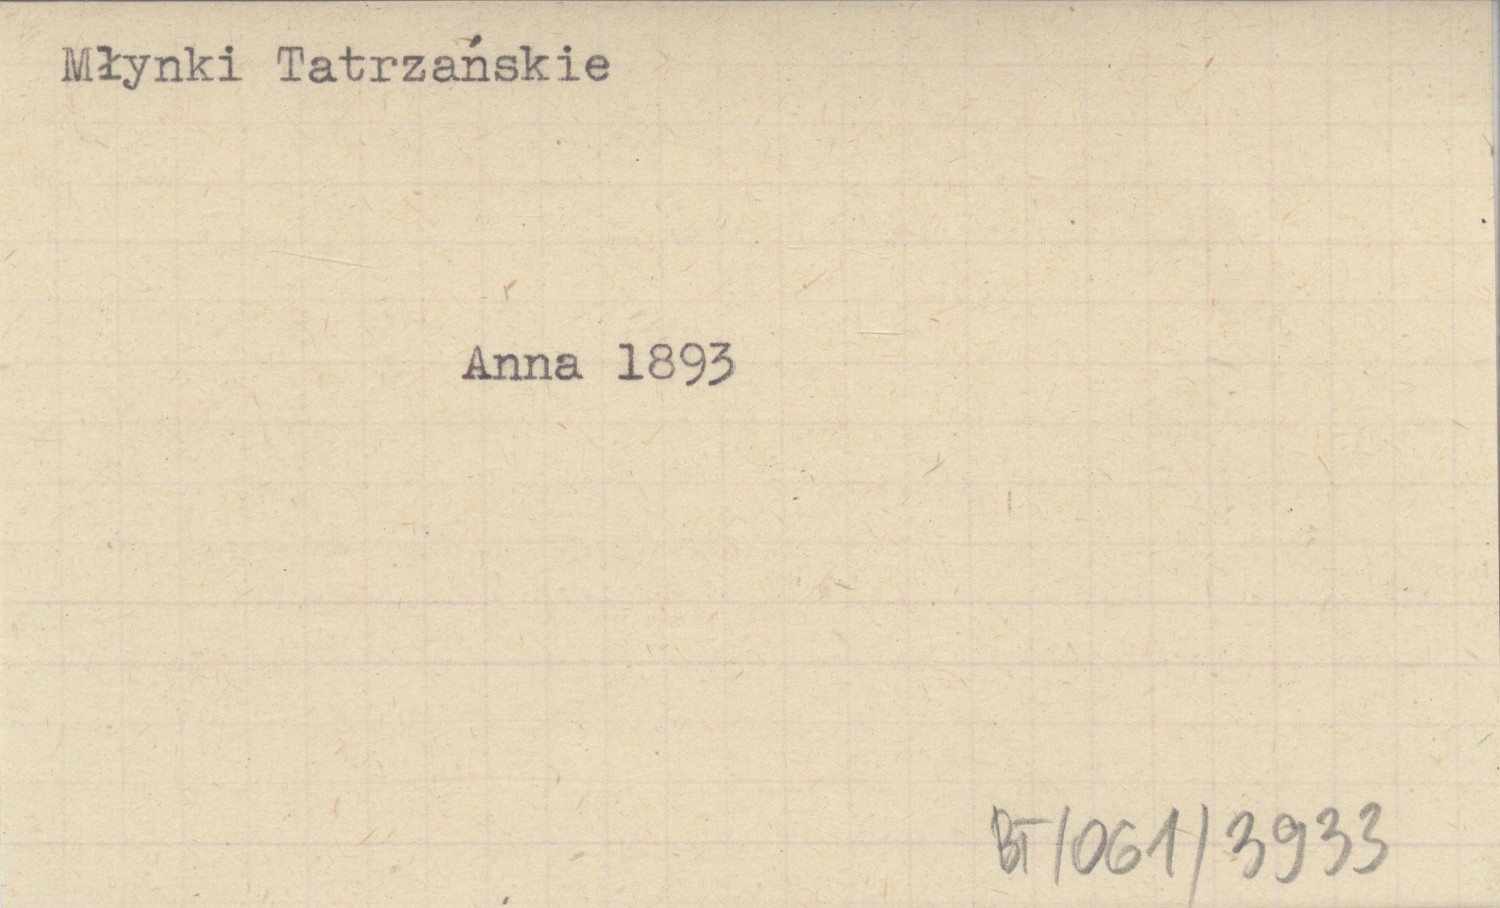 Młynki Tatrzańskie
Anna 1893
BT/061/3933